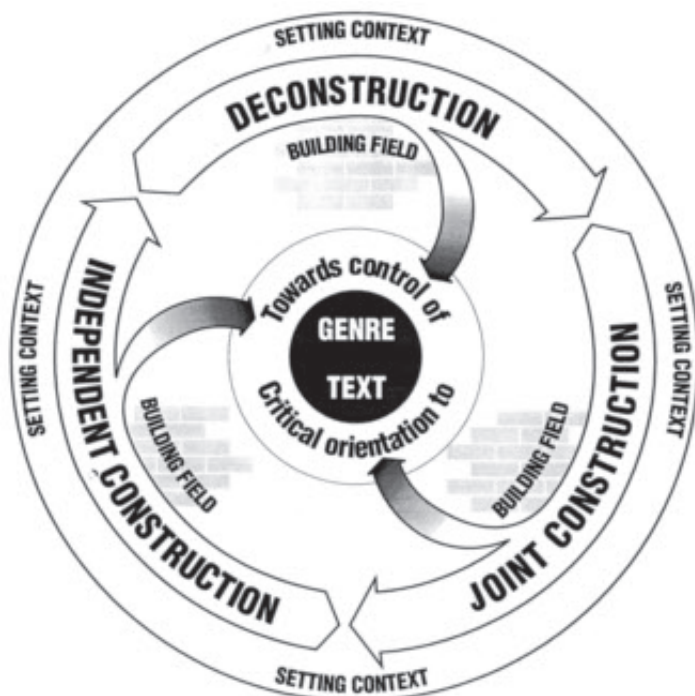 SETTING CONTEXT
DECONSTRUCTION
BUILDING FIELD
Towards control of
GENRE
TEXT
Critical orientation to
INDEPENDENT CONSTRUCTION
SETTING CONTEXT
BUILDING FIELD
JOINT CONSTRUCTION
SETTING CONTEXT
BUILDING FIELD
SETTING CONTEXT